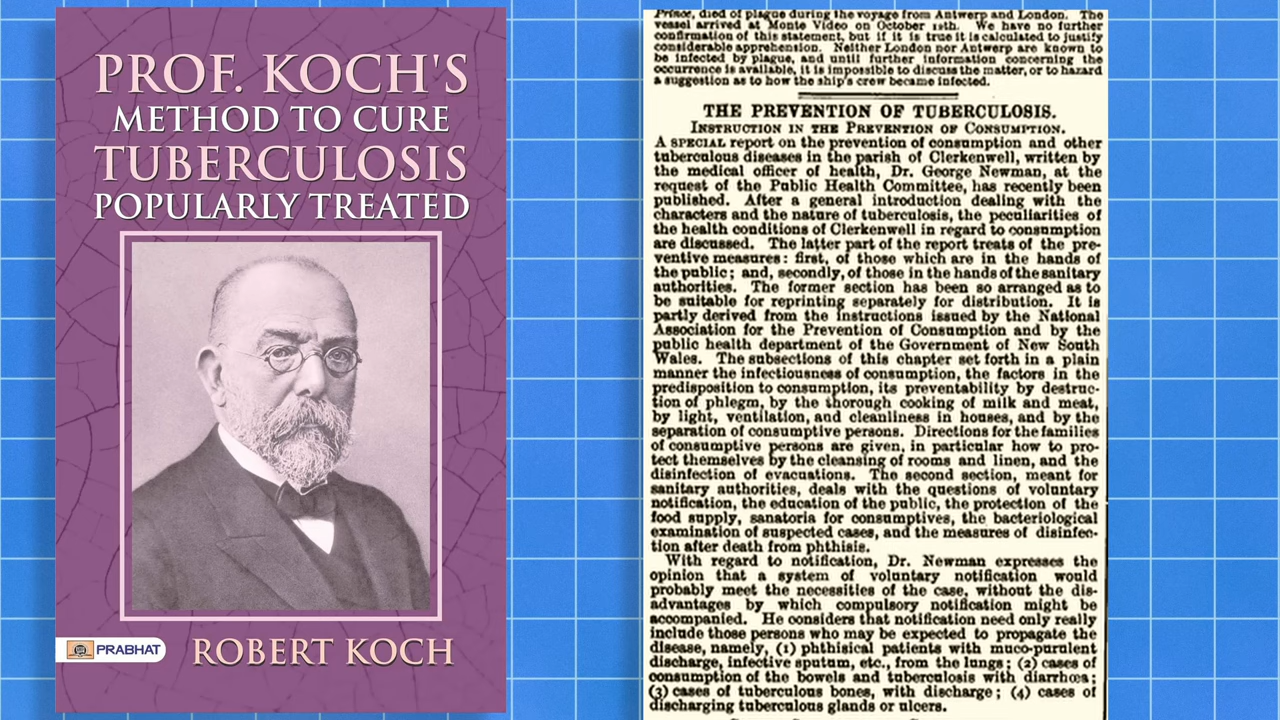 PROF. KOCH'S
METHOD TO CURE
TUBERCULOSIS
POPULARLY TREATED
PRABHAT
ROBERT KOCH
Prince, died of plague during the voyage from Antwerp and London. The
vessel arrived at Monte Video on October 11th. We have no further
confirmation of this statement, but if it is true it is calculated to justify
considerable apprehension. Neither London nor Antwerp are known to
be infected by plague, and until further information concerning the
occurrence is available, it is impossible to discuss the matter, or to hazard
a suggestion as to how the ship's crew became infected.
THE PREVENTION OF TUBERCULOSIS.
INSTRUCTION IN THE PREVENTION OF CONSUMPTION.
A SPECIAL report on the prevention of consumption and other
tuberculous diseases in the parish of Clerkenwell, written by
the medical officer of health, Dr. George Newman, at the
request of the Public Health Committee, has recently been
published. After a general introduction dealing with the
characters and the nature of tuberculosis, the peculiarities of
the health conditions of Clerkenwell in regard to consumption
are discussed. The latter part of the report treats of the pre-
ventive measures: first, of those which are in the hands of
the public; and, secondly, of those in the hands of the sanitary
authorities. The former section has been so arranged as to
be suitable for reprinting separately for distribution. It is
partly derived from the instructions issued by the National
Association for the Prevention of Consumption and by the
public health department of the Government of New South
Wales. The subsections of this chapter set forth in a plain
manner the infectiousness of consumption, the factors in the
predisposition to consumption, its preventability by destruc-
tion of phlegm, by the thorough cooking of milk and meat,
by light, ventilation, and cleanliness in houses, and by the
separation of consumptive persons. Directions for the families
of consumptive persons are given, in particular how to pro-
tect themselves by the cleansing of rooms and linen, and the
disinfection of evacuations. The second section, meant for
sanitary authorities, deals with the questions of voluntary
notification, the education of the public, the protection of the
food supply, sanatoria for consumptives, the bacteriological
examination of suspected cases, and the measures of disinfec-
tion after death from phthisis.
With regard to notification, Dr. Newman expresses the
opinion that a system of voluntary notification would
probably meet the necessities of the case, without the dis-
advantages by which compulsory notification might be
accompanied. He considers that notification need only really
include those persons who may be expected to propagate the
disease, namely, (1) phthisical patients with muco-purulent
discharge, infective sputum, etc., from the lungs; (2) cases of
consumption of the bowels and tuberculosis with diarrhœa;
(3) cases of tuberculous bones, with discharge; (4) cases of
discharging tuberculous glands or ulcers.